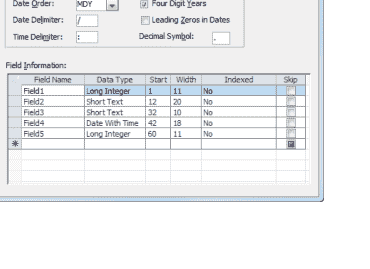 Date Order: MDY Four Digit Years
Date Delimiter: / Leading Zeros in Dates
Time Delimiter: : Decimal Symbol: .
Field Information:
Field Name Data Type Start Width Indexed Skip
Field1 Long Integer 1 11 No
Field2 Short Text 12 20 No
Field3 Short Text 32 10 No
Field4 Date With Time 42 18 No
Field5 Long Integer 60 11 No